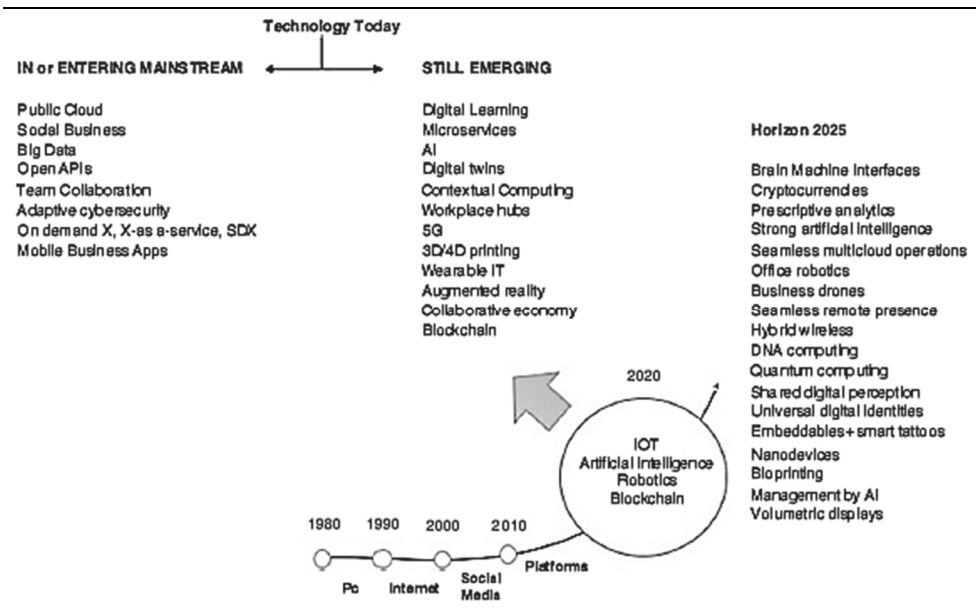 Technology Today
IN or ENTERING MAINSTREAM
Public Cloud
Social Business
Big Data
Open APIs
Team Collaboration
Adaptive cybersecurity
On demand X, X-as a-service, SDX
Mobile Business Apps
STILL EMERGING
Digital Learning
Microservices
AI
Digital twins
Contextual Computing
Workplace hubs
5G
3D/4D printing
Wearable IT
Augmented reality
Collaborative economy
Blockchain
Horizon 2025
Brain Machine Interfaces
Cryptocurrencies
Prescriptive analytics
Strong artificial intelligence
Seamless multicloud operations
Office robotics
Business drones
Seamless remote presence
Hybrid wireless
DNA computing
Quantum computing
Shared digital perception
Universal digital identities
Embeddables+smart tattoos
Nanodevices
Bioprinting
Management by AI
Volumetric displays
2020
IOT
Artificial Intelligence
Robotics
Blockchain
1980
1990
2000
2010
Pc
Internet
Social
Media
Platforms